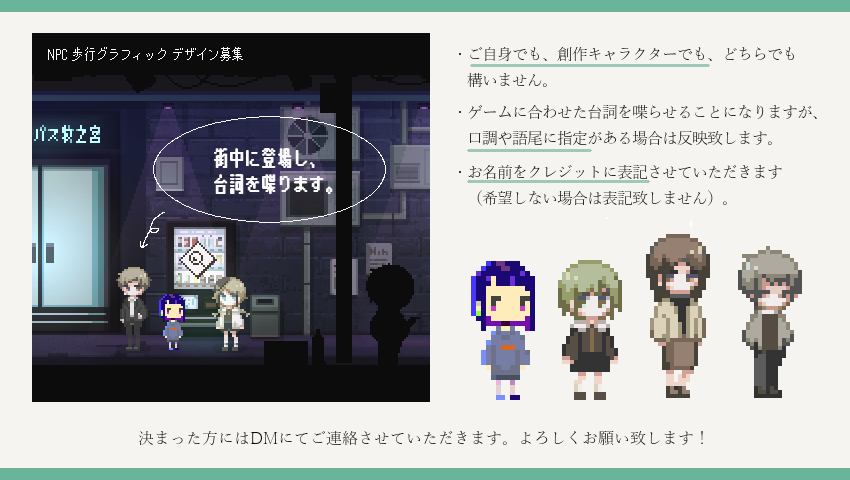 NPC 歩行グラフィック デザイン募集
パス牧之宮
街中に登場し、
台詞を喋ります。
・ご自身でも、創作キャラクターでも、どちらでも
構いません。
・ゲームに合わせた台詞を喋らせることになりますが、
口調や語尾に指定がある場合は反映致します。
・お名前をクレジットに表記させていただきます
（希望しない場合は表記致しません）。
決まった方にはDMにてご連絡させていただきます。よろしくお願い致します！